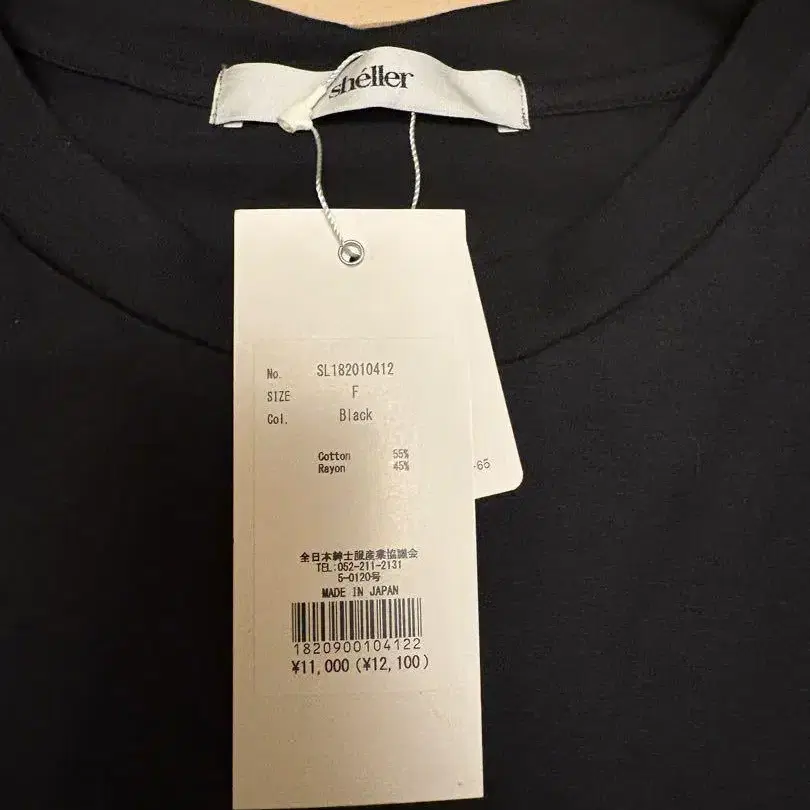 shéller
No. SL182010412
SIZE F
Col. Black
Cotton 55%
Rayon 45%
-65
全日本紳士服産業協議会
TEL:052-211-2131
5-0120号
MADE IN JAPAN
1820900104122
¥11,000 (¥12,100)